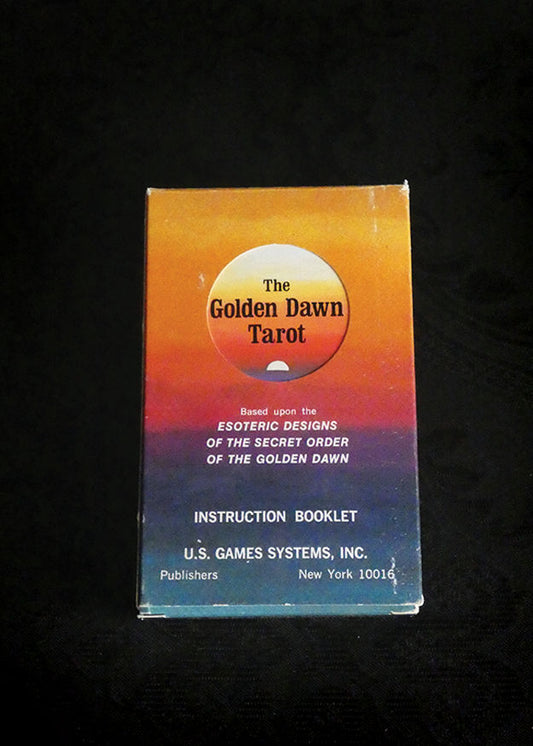 The
Golden Dawn
Tarot
Based upon the
ESOTERIC DESIGNS
OF THE SECRET ORDER
OF THE GOLDEN DAWN
INSTRUCTION BOOKLET
U.S. GAMES SYSTEMS, INC.
Publishers New York 10016